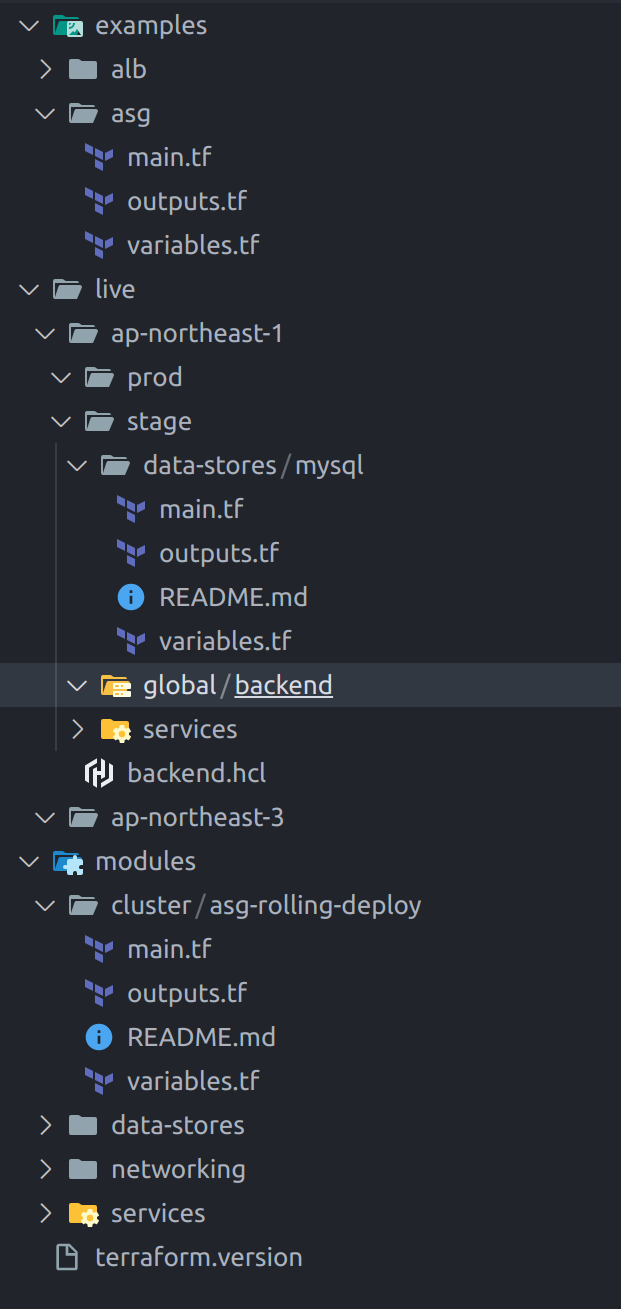 examples
alb
asg
main.tf
outputs.tf
variables.tf
live
ap-northeast-1
prod
stage
data-stores/mysql
main.tf
outputs.tf
README.md
variables.tf
global/backend
services
backend.hcl
ap-northeast-3
modules
cluster/asg-rolling-deploy
main.tf
outputs.tf
README.md
variables.tf
data-stores
networking
services
terraform.version